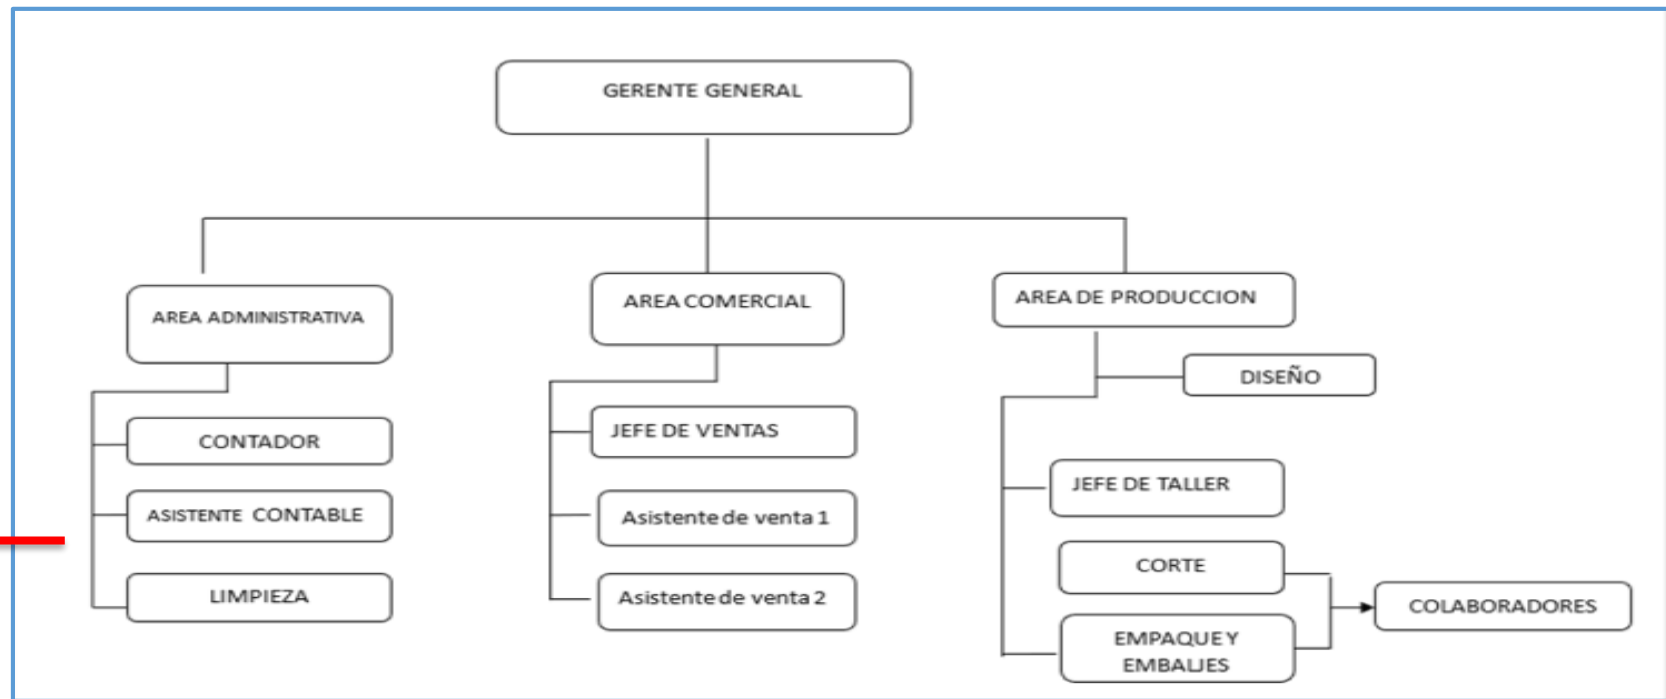 GERENTE GENERAL
AREA ADMINISTRATIVA
CONTADOR
ASISTENTE CONTABLE
LIMPIEZA
AREA COMERCIAL
JEFE DE VENTAS
Asistente de venta 1
Asistente de venta 2
AREA DE PRODUCCION
DISEÑO
JEFE DE TALLER
CORTE
EMPAQUE Y
EMBALJES
COLABORADORES